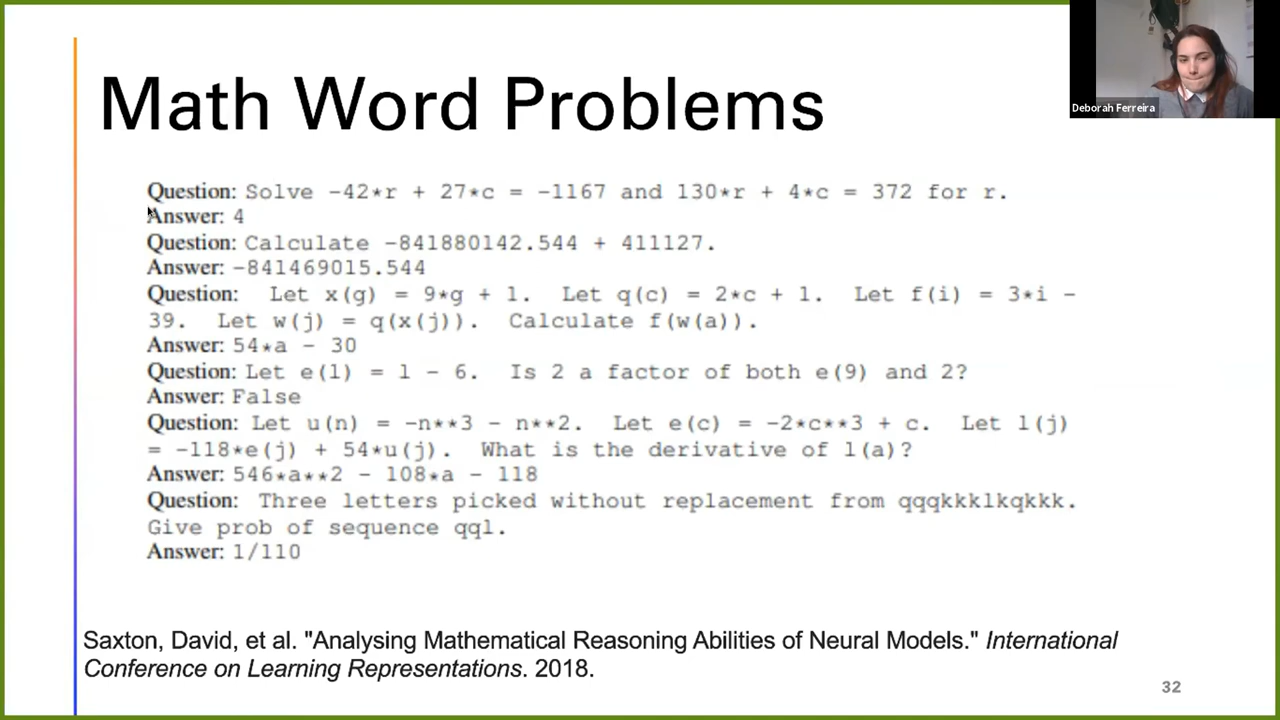 Math Word Problems
Deborah Ferreira
Question: Solve -42*r + 27*c = -1167 and 130*r + 4*c = 372 for r.
Answer: 4
Question: Calculate -841880142.544 + 411127.
Answer: -841469015.544
Question: Let x(g) = 9*g + 1. Let q(c) = 2*c + 1. Let f(i) = 3*i -
39. Let w(j) = q(x(j)). Calculate f(w(a)).
Answer: 54*a - 30
Question: Let e(l) = l - 6. Is 2 a factor of both e(9) and 2?
Answer: False
Question: Let u(n) = -n**3 - n**2. Let e(c) = -2*c**3 + c. Let l(j)
= -118*e(j) + 54*u(j). What is the derivative of l(a)?
Answer: 546*a**2 - 108*a - 118
Question: Three letters picked without replacement from qqqkkklkqkkk.
Give prob of sequence qql.
Answer: 1/110
Saxton, David, et al. "Analysing Mathematical Reasoning Abilities of Neural Models." International
Conference on Learning Representations. 2018.
32